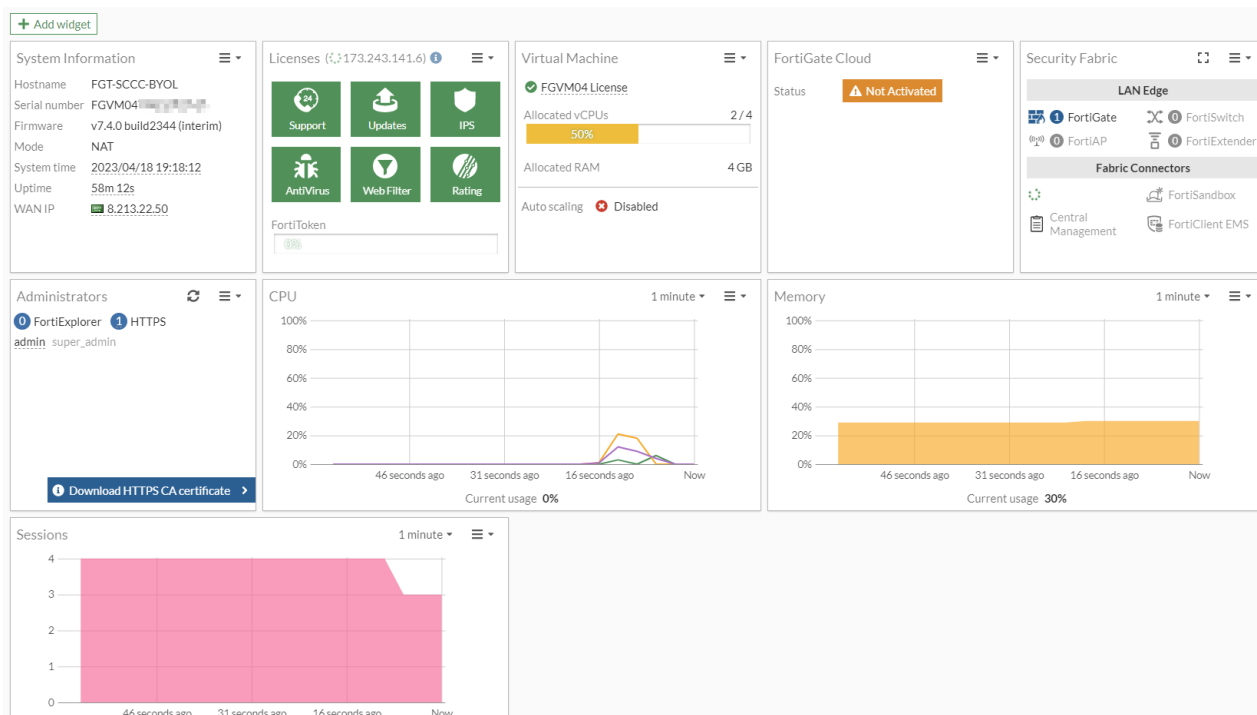 Add widget
System Information
Hostname FGT-SCCC-BYOL
Serial number FGVM04
Firmware v7.4.0 build2344 (interim)
Mode NAT
System time 2023/04/18 19:18:12
Uptime 58m 12s
WAN IP 8.213.22.50
Licenses (173.243.141.6)
24
Support Updates IPS
AntiVirus Web Filter Rating
FortiToken
0%
Virtual Machine
FGVM04 License
Allocated vCPUs 2 / 4
50%
Allocated RAM 4 GB
Auto scaling Disabled
FortiGate Cloud
Status Not Activated
Security Fabric
LAN Edge
1 FortiGate 0 FortiSwitch
0 FortiAP 0 FortiExtender
Fabric Connectors
FortiSandbox
Central Management FortiClient EMS
Administrators
0 FortiExplorer 1 HTTPS
admin super_admin
Download HTTPS CA certificate
CPU 1 minute
100%
80%
60%
40%
20%
0%
46 seconds ago 31 seconds ago 16 seconds ago Now
Current usage 0%
Memory 1 minute
100%
80%
60%
40%
20%
0%
46 seconds ago 31 seconds ago 16 seconds ago Now
Current usage 30%
Sessions 1 minute
4
3
2
1
0
46 seconds ago 31 seconds ago 16 seconds ago Now